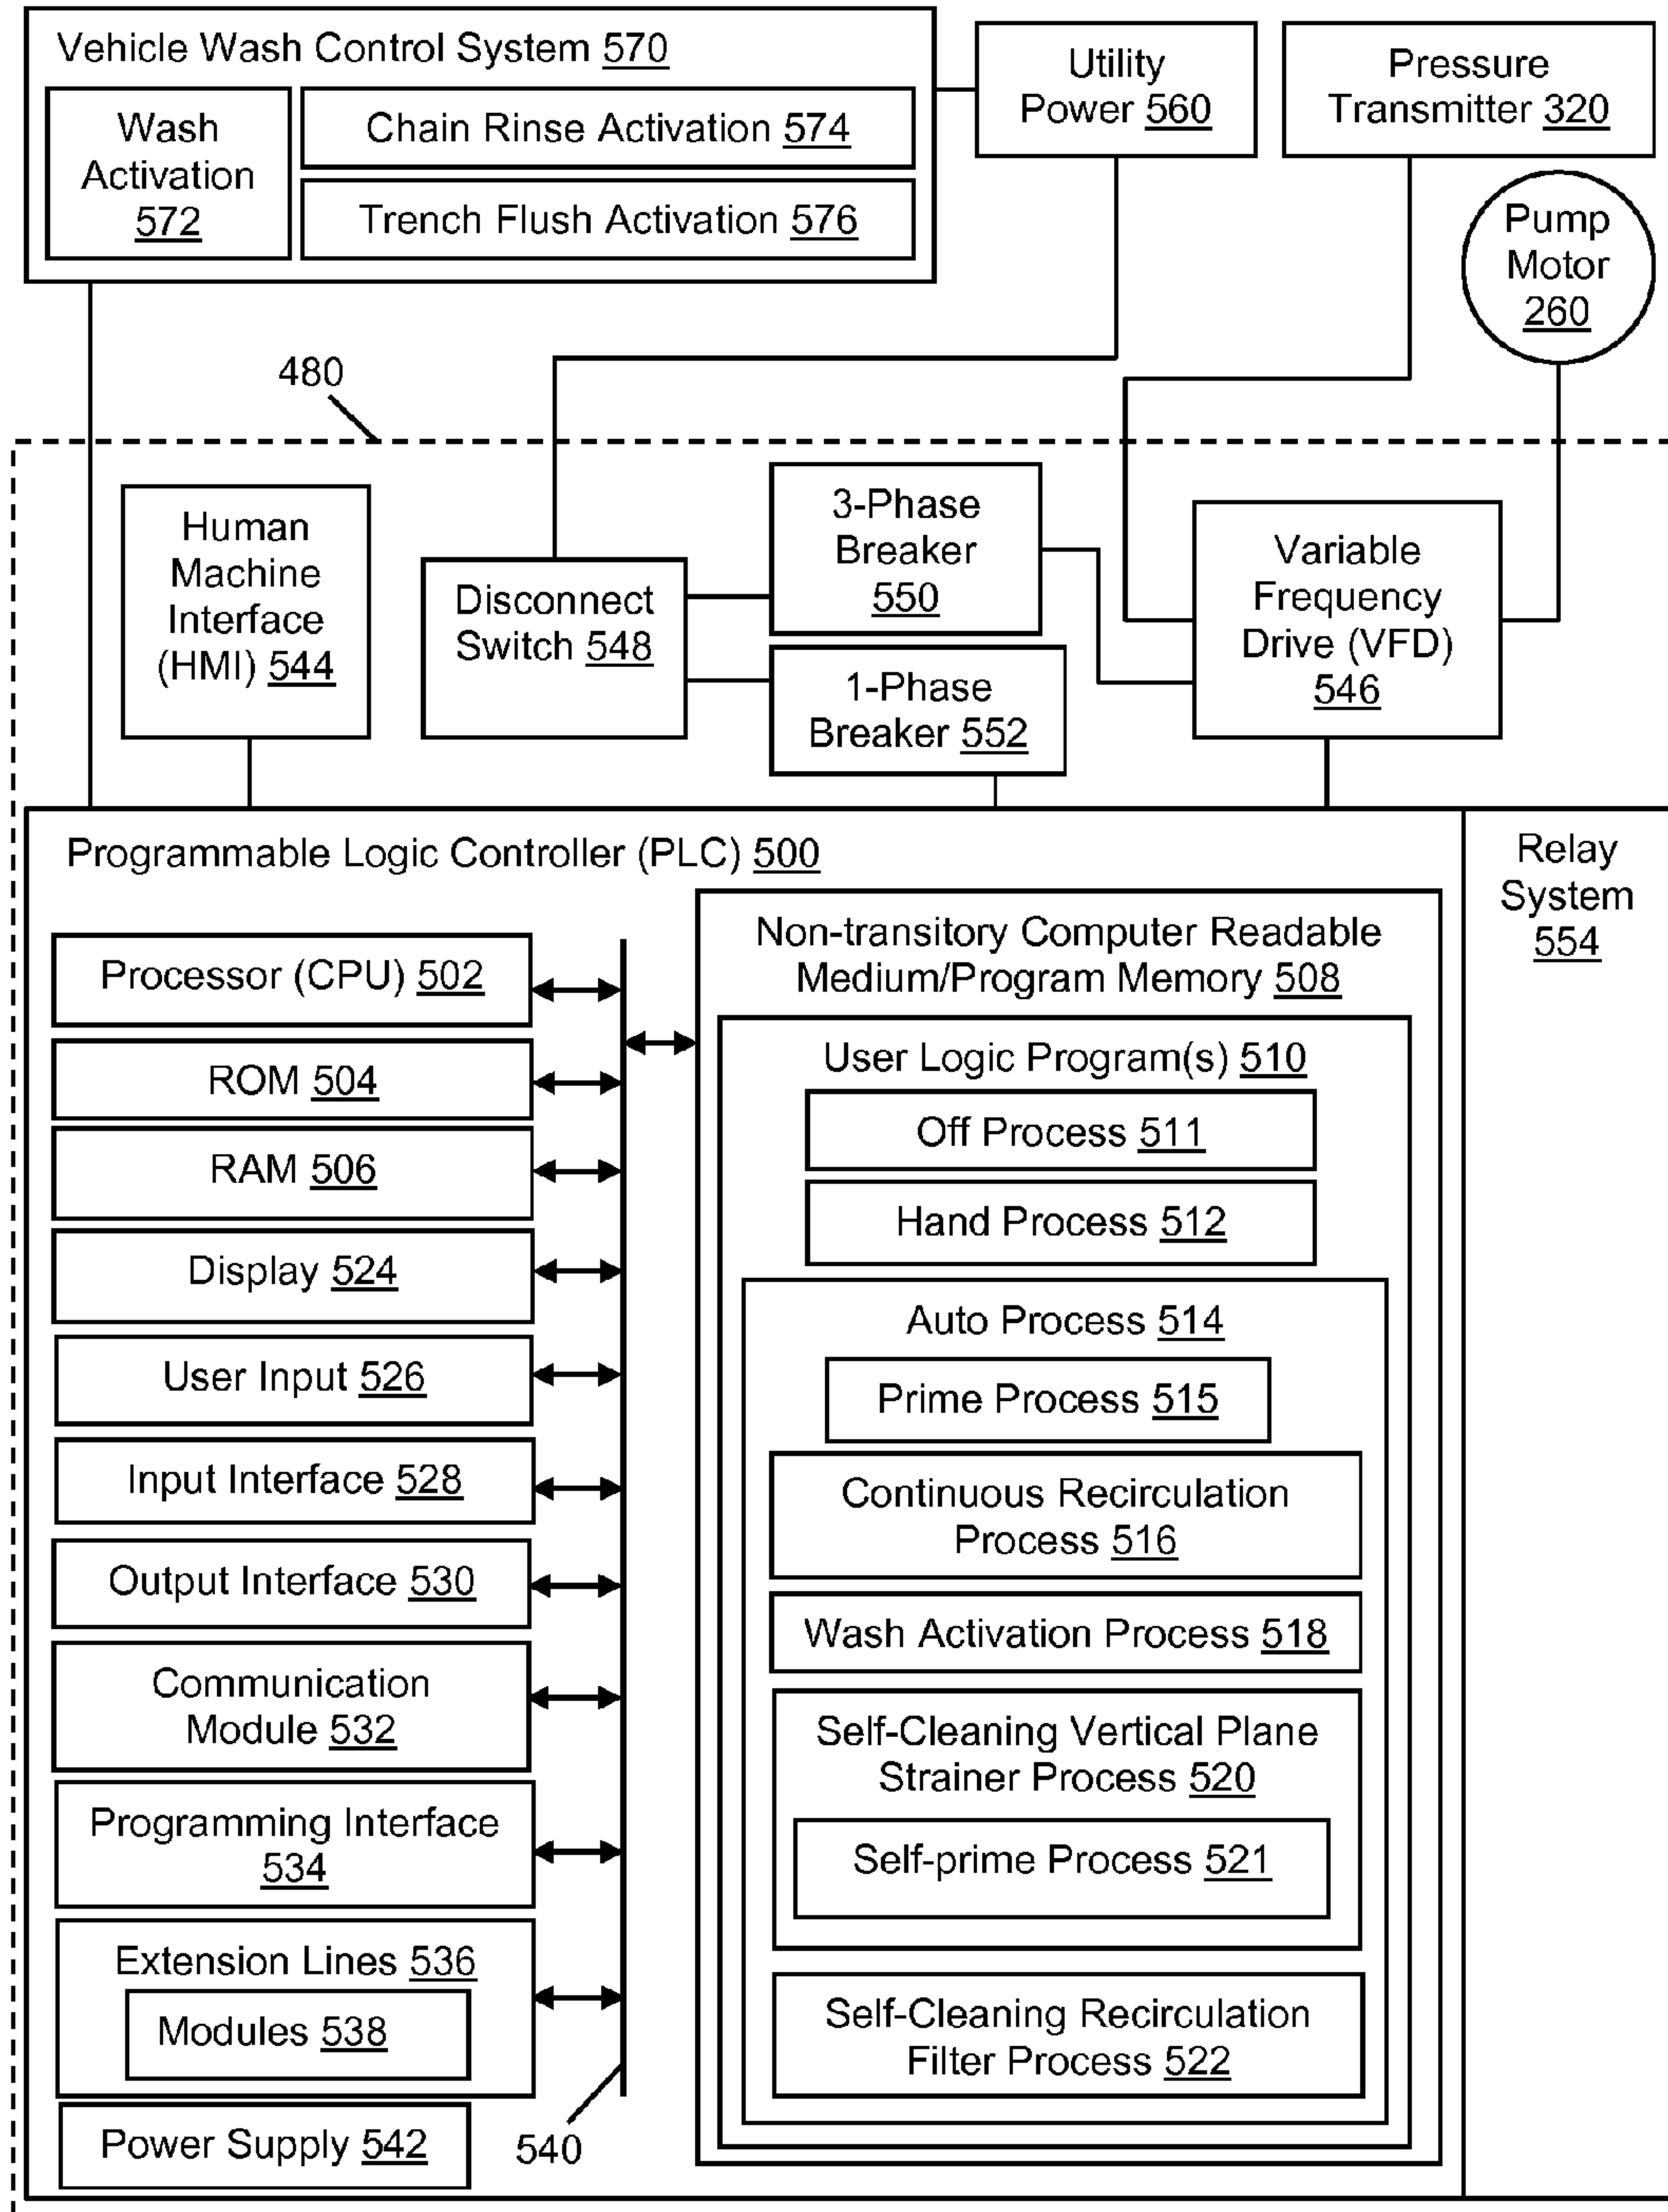 Vehicle Wash Control System 570
Wash
Activation
572
Chain Rinse Activation 574
Trench Flush Activation 576
Utility
Power 560
Pressure
Transmitter 320
Pump
Motor
260
480
Human
Machine
Interface
(HMI) 544
Disconnect
Switch 548
3-Phase
Breaker
550
1-Phase
Breaker 552
Variable
Frequency
Drive (VFD)
546
Programmable Logic Controller (PLC) 500
Relay
System
554
Processor (CPU) 502
ROM 504
RAM 506
Display 524
User Input 526
Input Interface 528
Output Interface 530
Communication
Module 532
Programming Interface
534
Extension Lines 536
Modules 538
Power Supply 542
540
Non-transitory Computer Readable
Medium/Program Memory 508
User Logic Program(s) 510
Off Process 511
Hand Process 512
Auto Process 514
Prime Process 515
Continuous Recirculation
Process 516
Wash Activation Process 518
Self-Cleaning Vertical Plane
Strainer Process 520
Self-prime Process 521
Self-Cleaning Recirculation
Filter Process 522